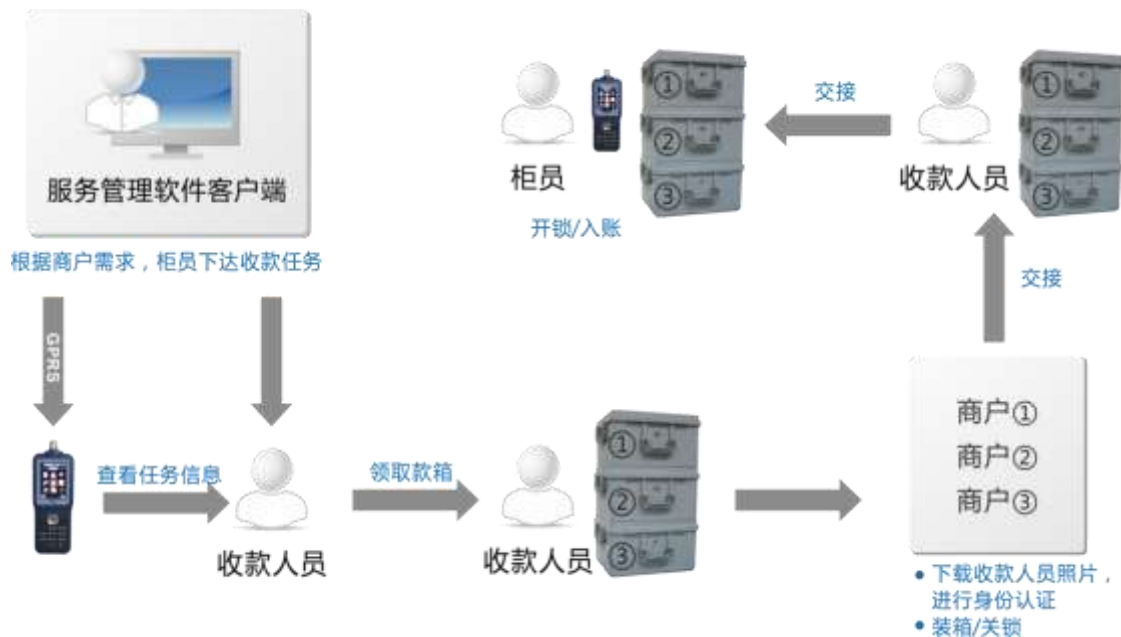 服务管理软件客户端
根据商户需求，柜员下达收款任务
GPRS
查看任务信息
收款人员
领取款箱
收款人员
①
②
③
商户①
商户②
商户③
• 下载收款人员照片，
进行身份认证
• 装箱/关锁
交接
收款人员
①
②
③
交接
柜员
①
②
③
开锁/入账